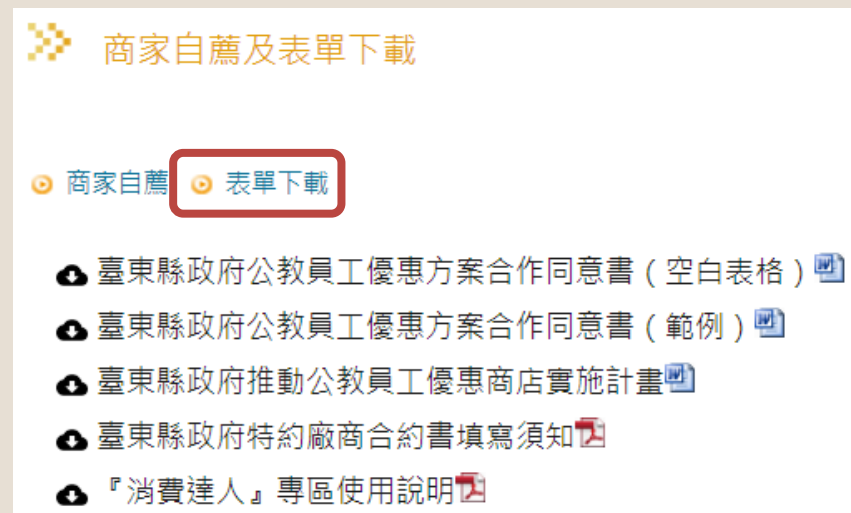 商家自薦及表單下載
商家自薦 表單下載
臺東縣政府公教員工優惠方案合作同意書（空白表格）
臺東縣政府公教員工優惠方案合作同意書（範例）
臺東縣政府推動公教員工優惠商店實施計畫
臺東縣政府特約廠商合約書填寫須知
『消費達人』專區使用說明